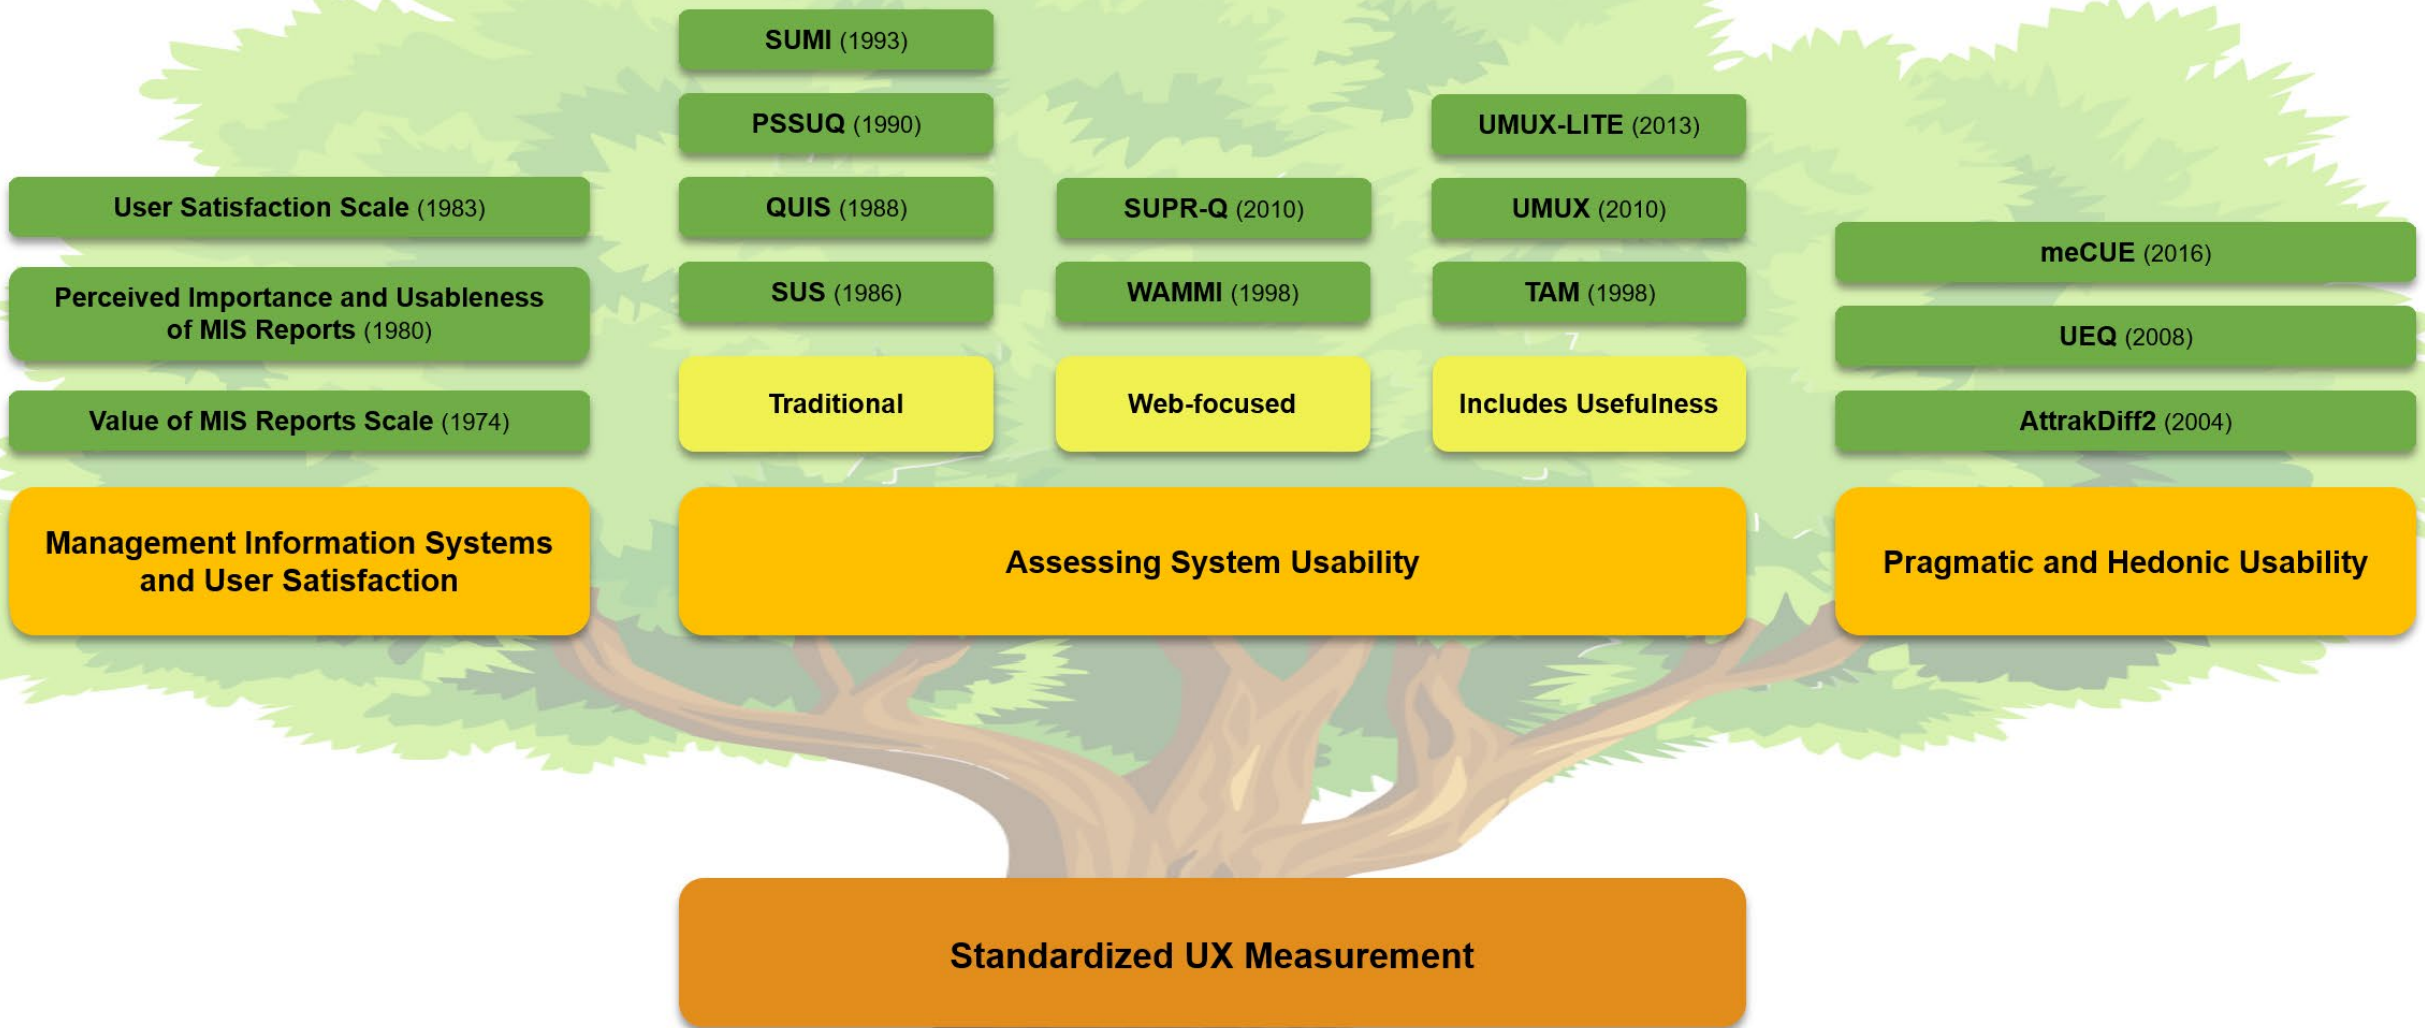 SUMI (1993)
PSSUQ (1990)
QUIS (1988)
SUS (1986)
Traditional
SUPR-Q (2010)
WAMMI (1998)
Web-focused
UMUX-LITE (2013)
UMUX (2010)
TAM (1998)
Includes Usefulness
User Satisfaction Scale (1983)
Perceived Importance and Usableness
of MIS Reports (1980)
Value of MIS Reports Scale (1974)
meCUE (2016)
UEQ (2008)
AttrakDiff2 (2004)
Management Information Systems
and User Satisfaction
Assessing System Usability
Pragmatic and Hedonic Usability
Standardized UX Measurement